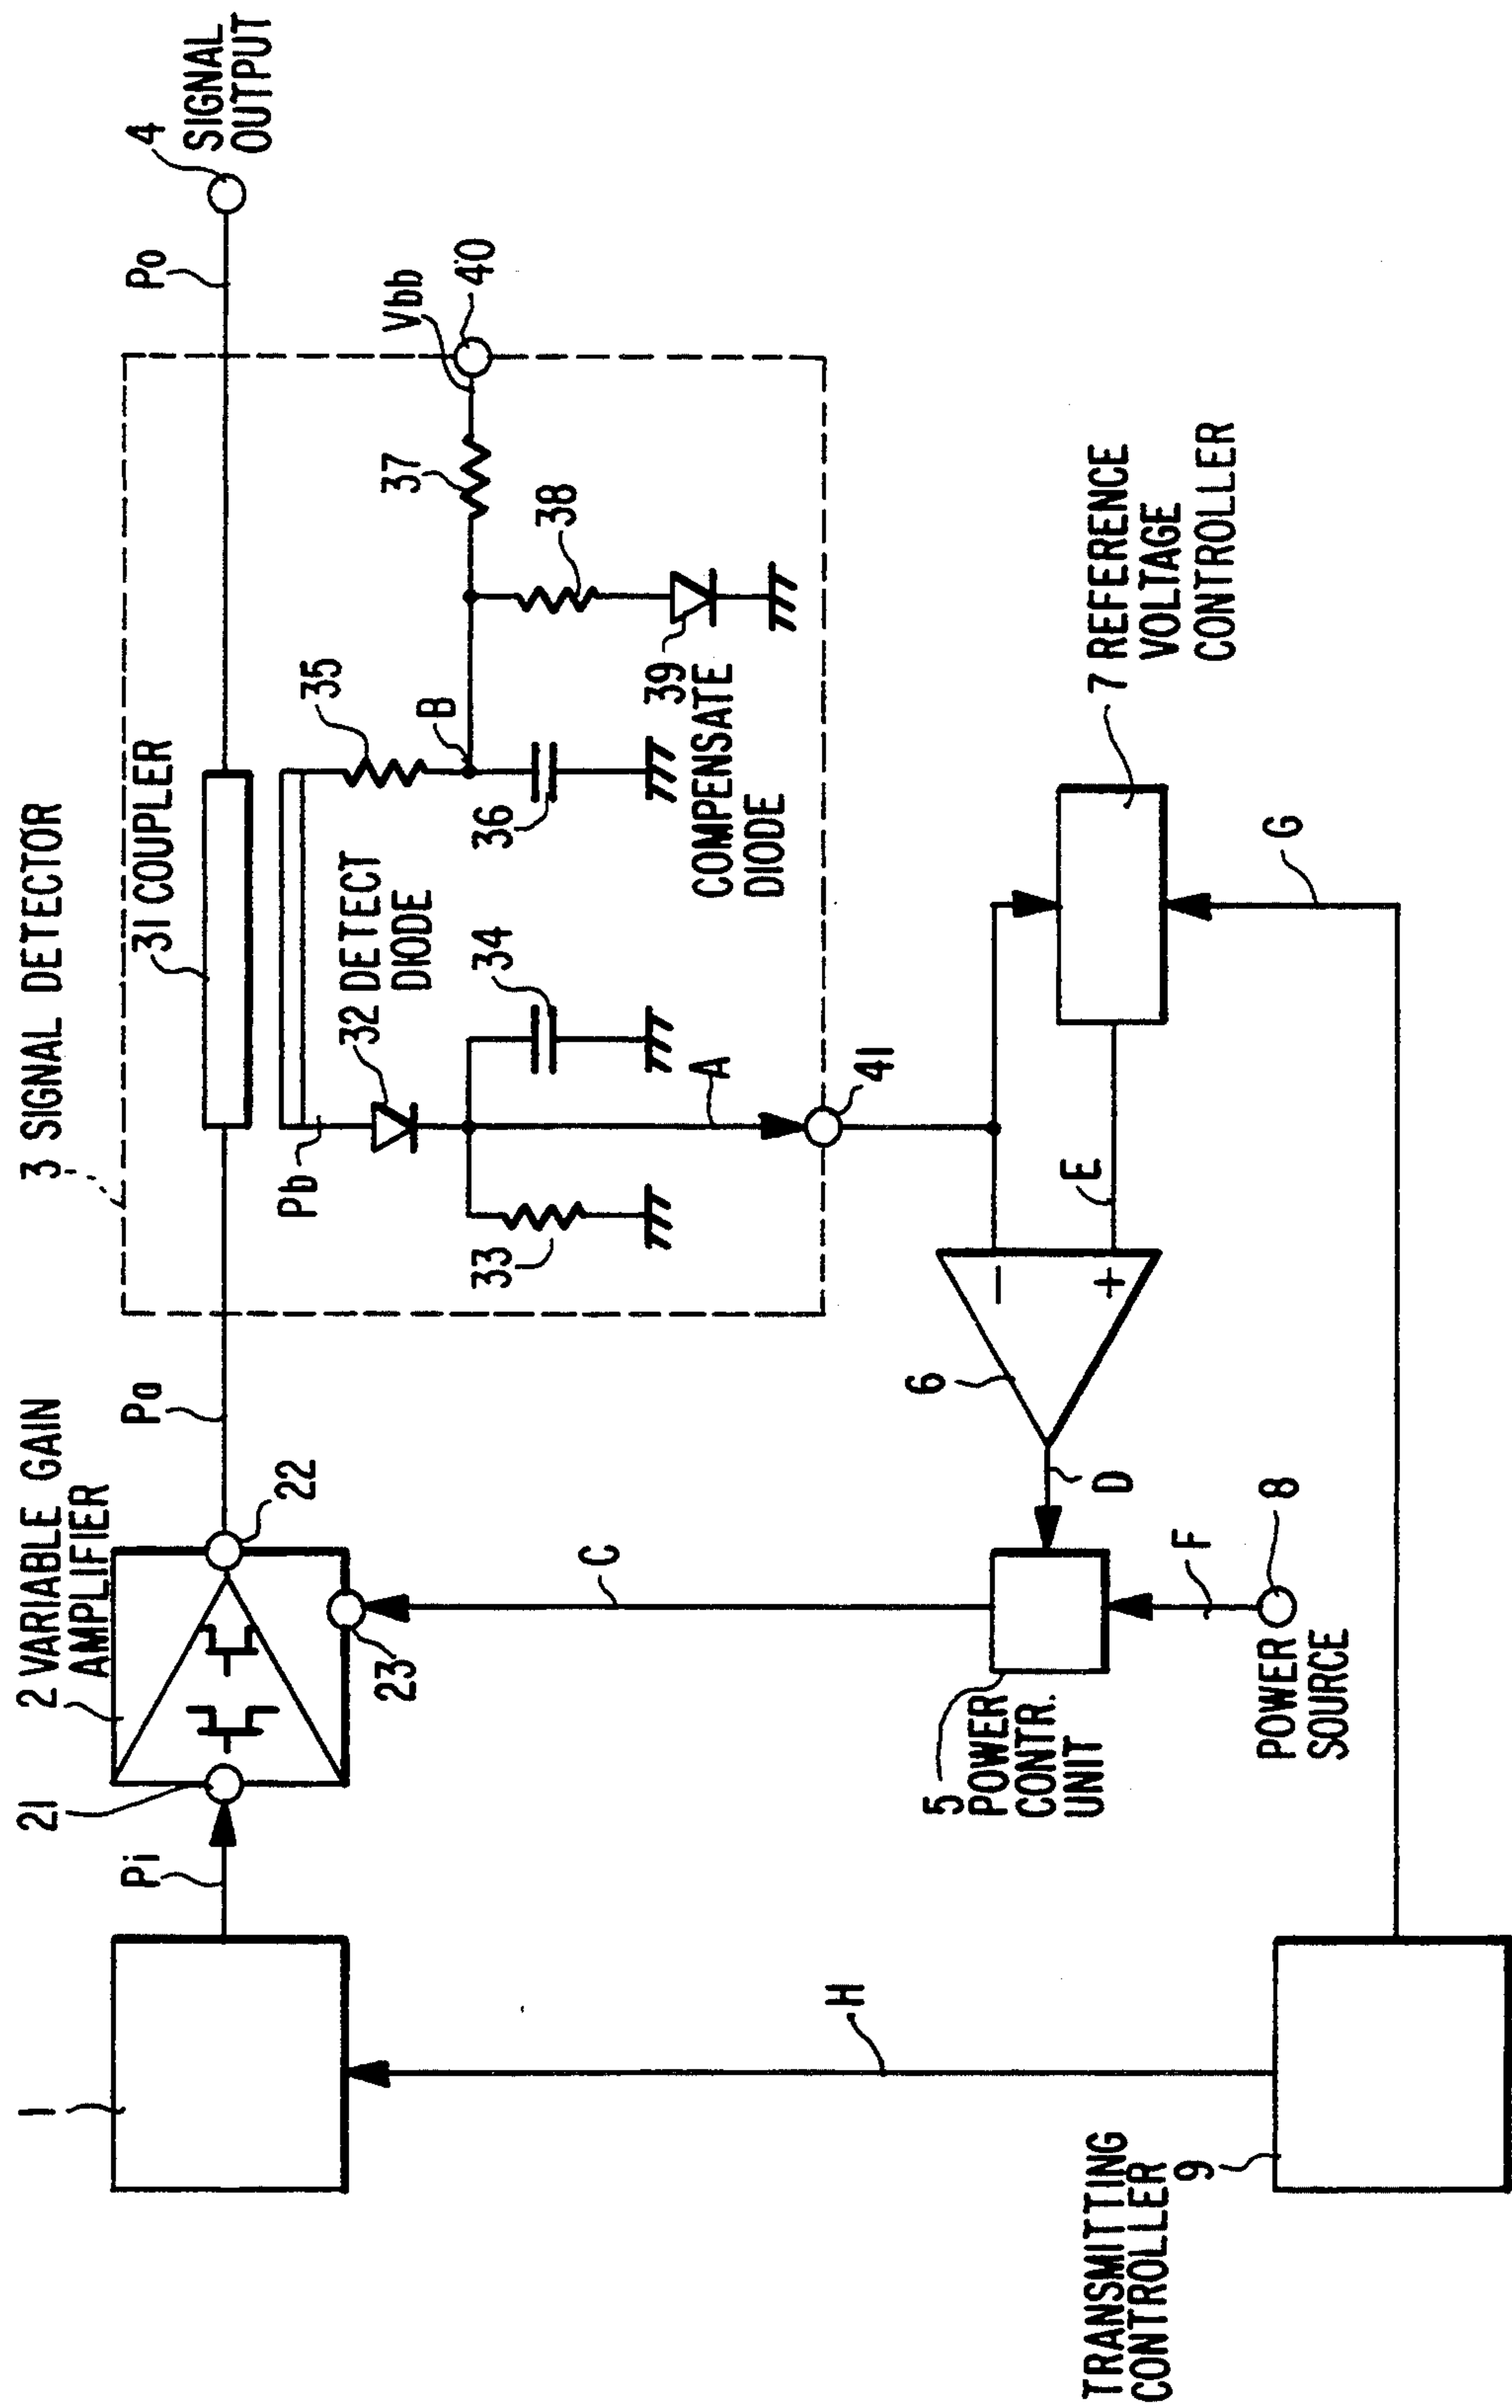 1
Pi
21
2 VARIABLE GAIN
AMPLIFIER
22
23
Pa
3 SIGNAL DETECTOR
31 COUPLER
Pb
32 DETECT
DIODE
33
34
35
36
B
37
38
39
COMPENSATE
DIODE
Vbb
40
Po
4
SIGNAL
OUTPUT
A
41
C
5
POWER
CONTR.
UNIT
D
6
−
+
E
7 REFERENCE
VOLTAGE
CONTROLLER
F
8
POWER
SOURCE
G
H
TRANSMITTING
CONTROLLER
9